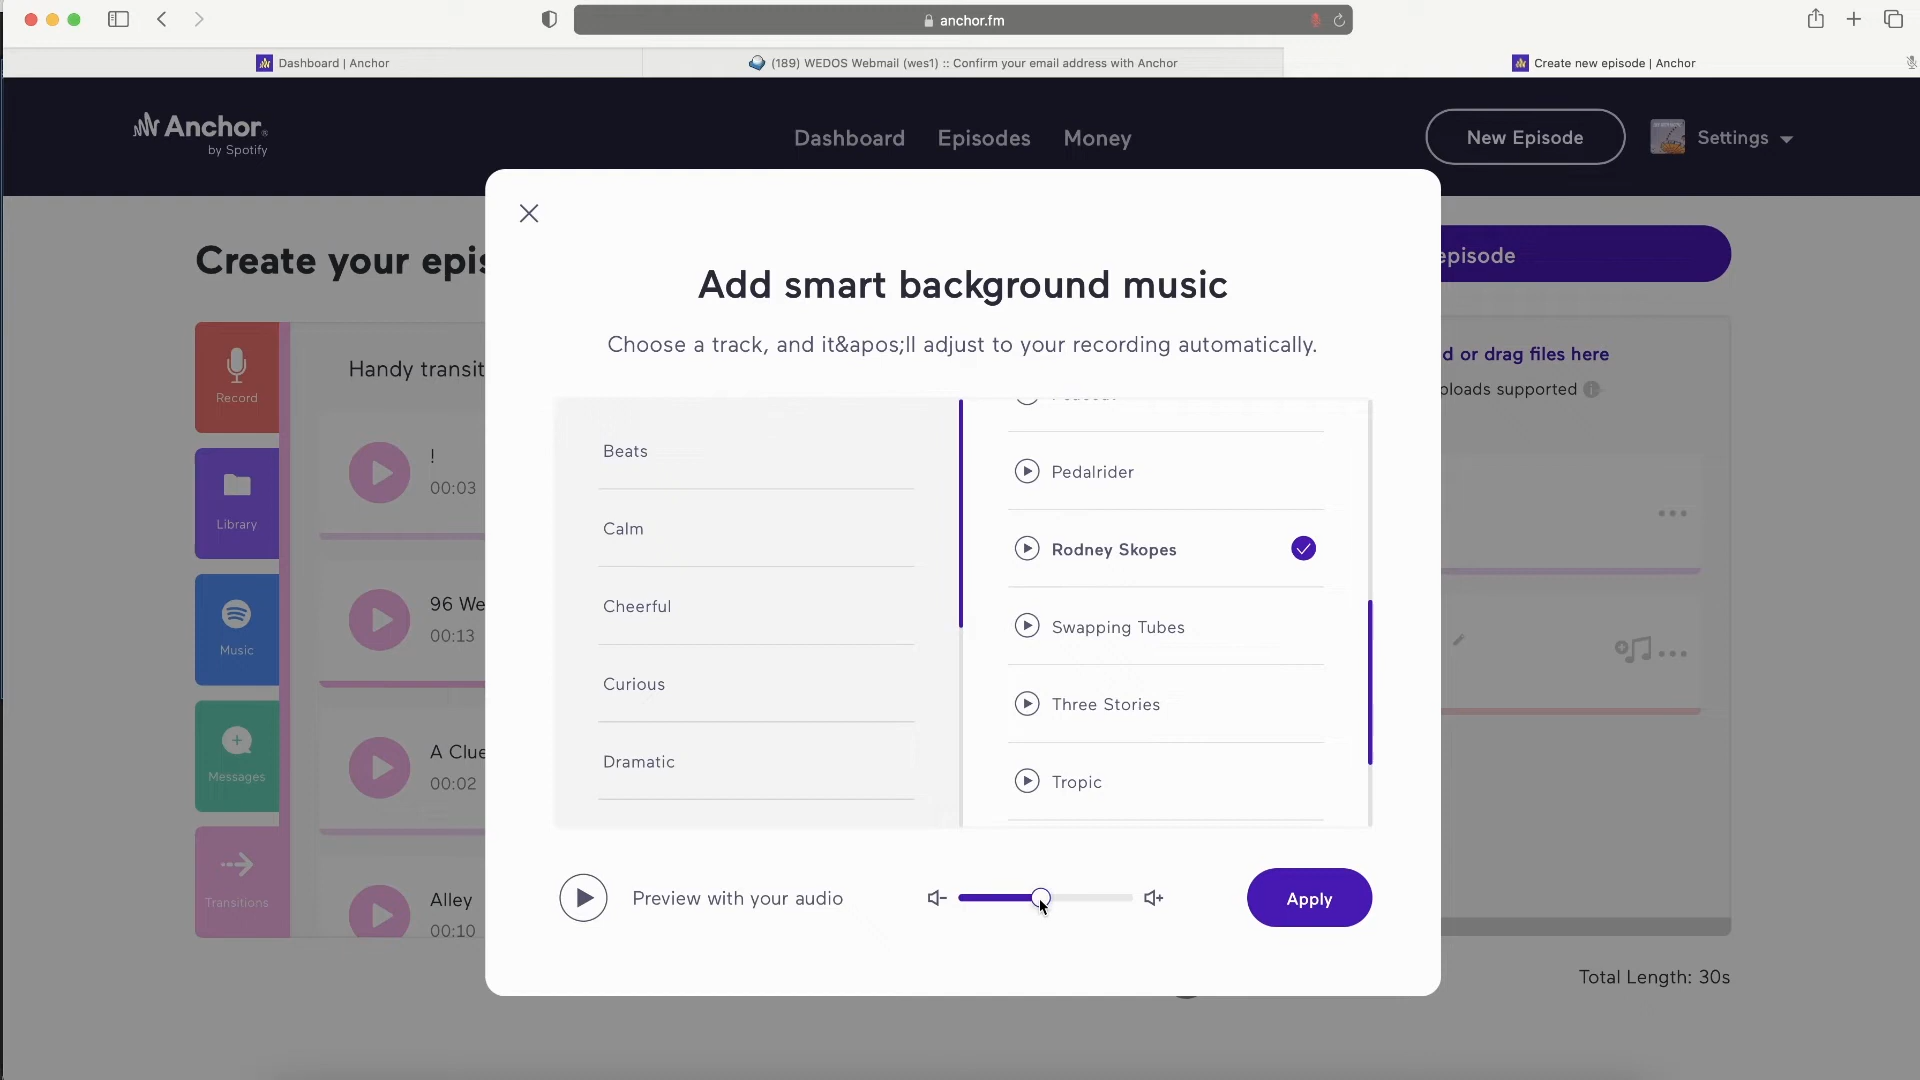 anchor.fm
Dashboard | Anchor
(189) WEDOS Webmail (wes1) :: Confirm your email address with Anchor
Create new episode | Anchor
Anchor
by Spotify
Dashboard
Episodes
Money
New Episode
Settings
Create your epis
episode
Add smart background music
Choose a track, and it&apos;ll adjust to your recording automatically.
Record
Library
Music
Messages
Transitions
Handy transit
!
00:03
96 We
00:13
A Clue
00:02
Alley
00:10
Beats
Calm
Cheerful
Curious
Dramatic
Pedalrider
Rodney Skopes
Swapping Tubes
Three Stories
Tropic
d or drag files here
ploads supported
Preview with your audio
Apply
Total Length: 30s